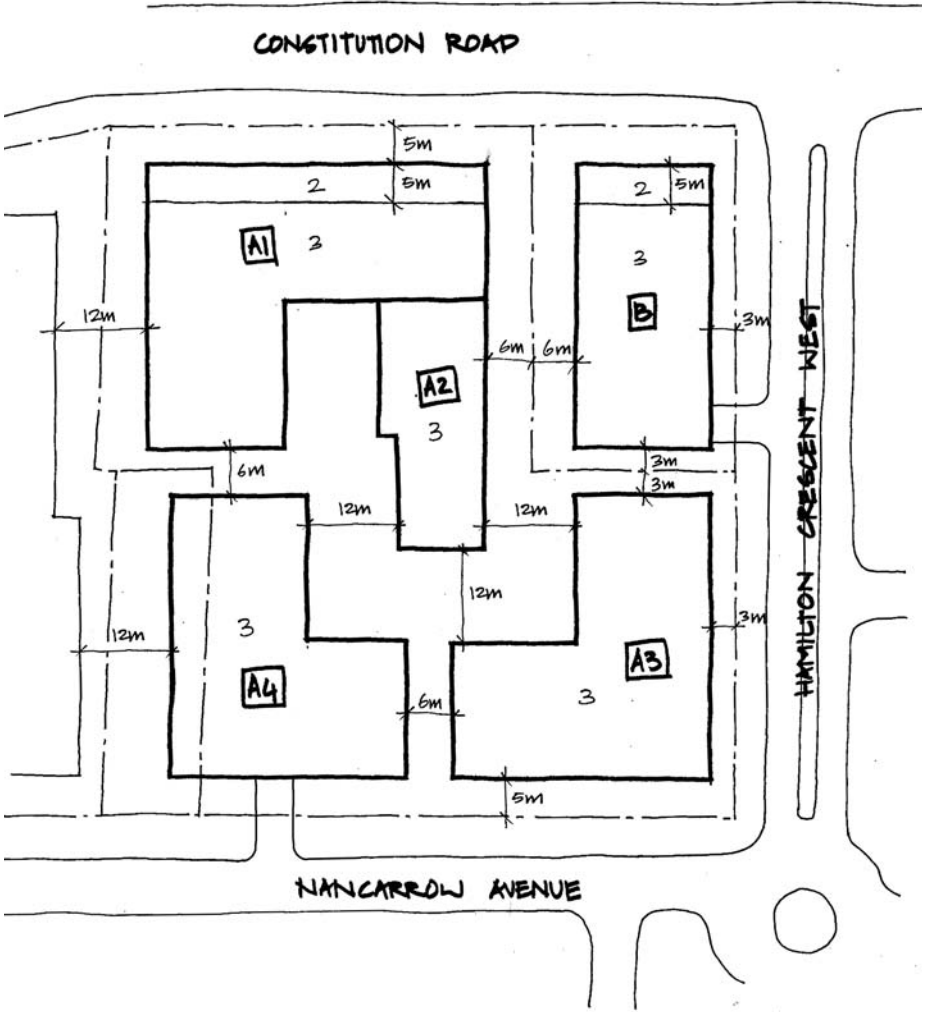 CONSTITUTION ROAD
5m
2
5m
2
5m
A1
3
3
B
12m
3m
6m
6m
A2
3
6m
3m
3m
12m
12m
12m
3m
12m
3
A4
A3
3
6m
5m
HAMILTON CRESCENT WEST
NANCARROW AVENUE